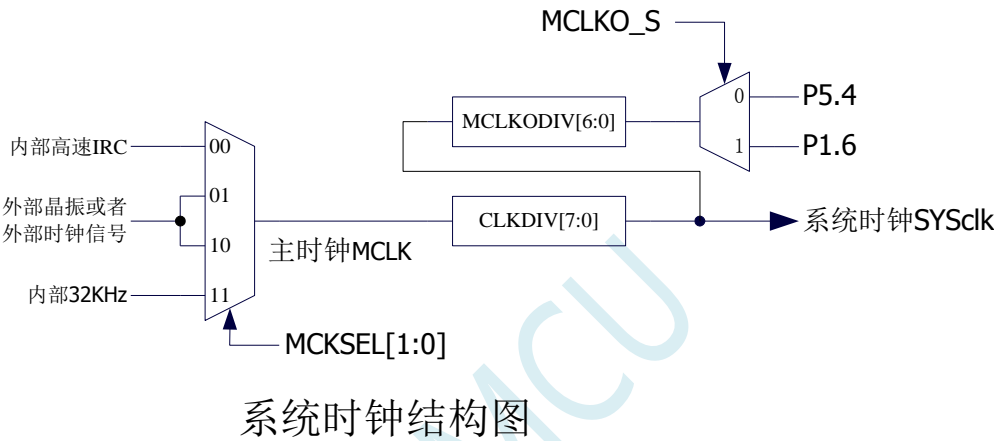 MCLKO_S
MCLKODIV[6:0]
0
P5.4
1
P1.6
内部高速IRC
00
外部晶振或者
外部时钟信号
01
10
内部32KHz
11
主时钟MCLK
CLKDIV[7:0]
系统时钟SYSclk
MCKSEL[1:0]
MCU
系统时钟结构图